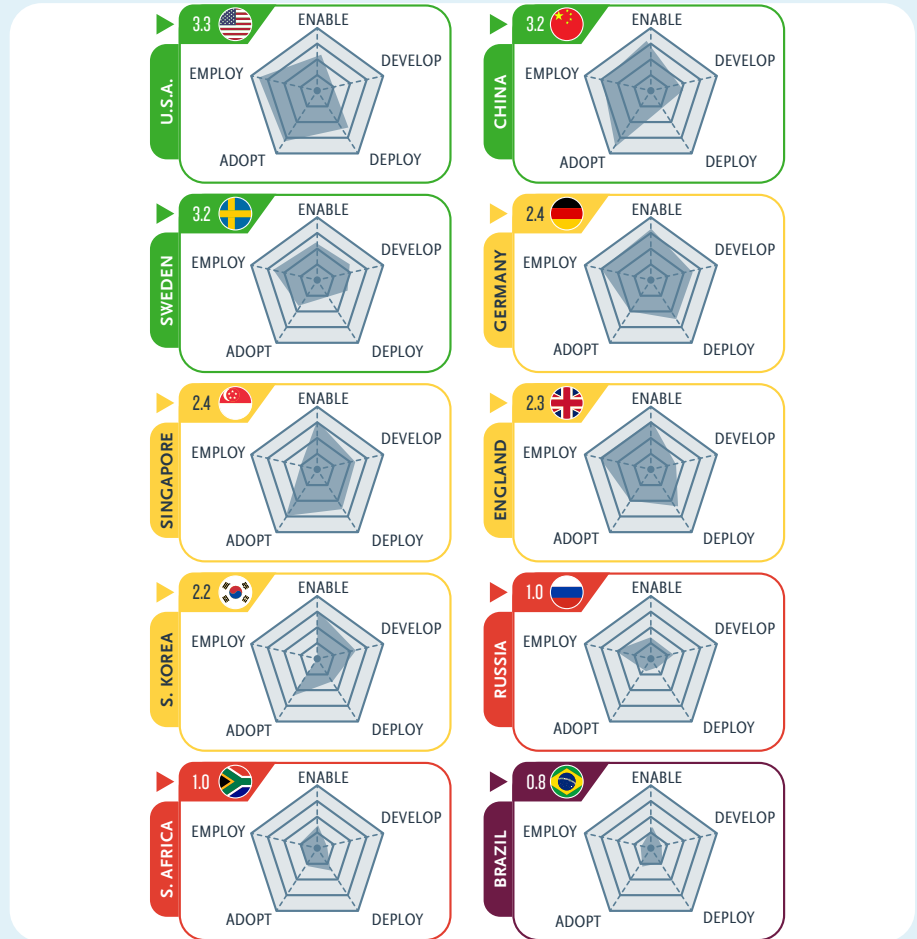 3.3
ENABLE
DEVELOP
EMPLOY
U.S.A.
ADOPT
DEPLOY
3.2
ENABLE
DEVELOP
EMPLOY
CHINA
ADOPT
DEPLOY
3.2
ENABLE
DEVELOP
EMPLOY
SWEDEN
ADOPT
DEPLOY
2.4
ENABLE
DEVELOP
EMPLOY
GERMANY
ADOPT
DEPLOY
2.4
ENABLE
DEVELOP
EMPLOY
SINGAPORE
ADOPT
DEPLOY
2.3
ENABLE
DEVELOP
EMPLOY
ENGLAND
ADOPT
DEPLOY
2.2
ENABLE
DEVELOP
EMPLOY
S. KOREA
ADOPT
DEPLOY
1.0
ENABLE
DEVELOP
EMPLOY
RUSSIA
ADOPT
DEPLOY
1.0
ENABLE
DEVELOP
EMPLOY
S. AFRICA
ADOPT
DEPLOY
0.8
ENABLE
DEVELOP
EMPLOY
BRAZIL
ADOPT
DEPLOY